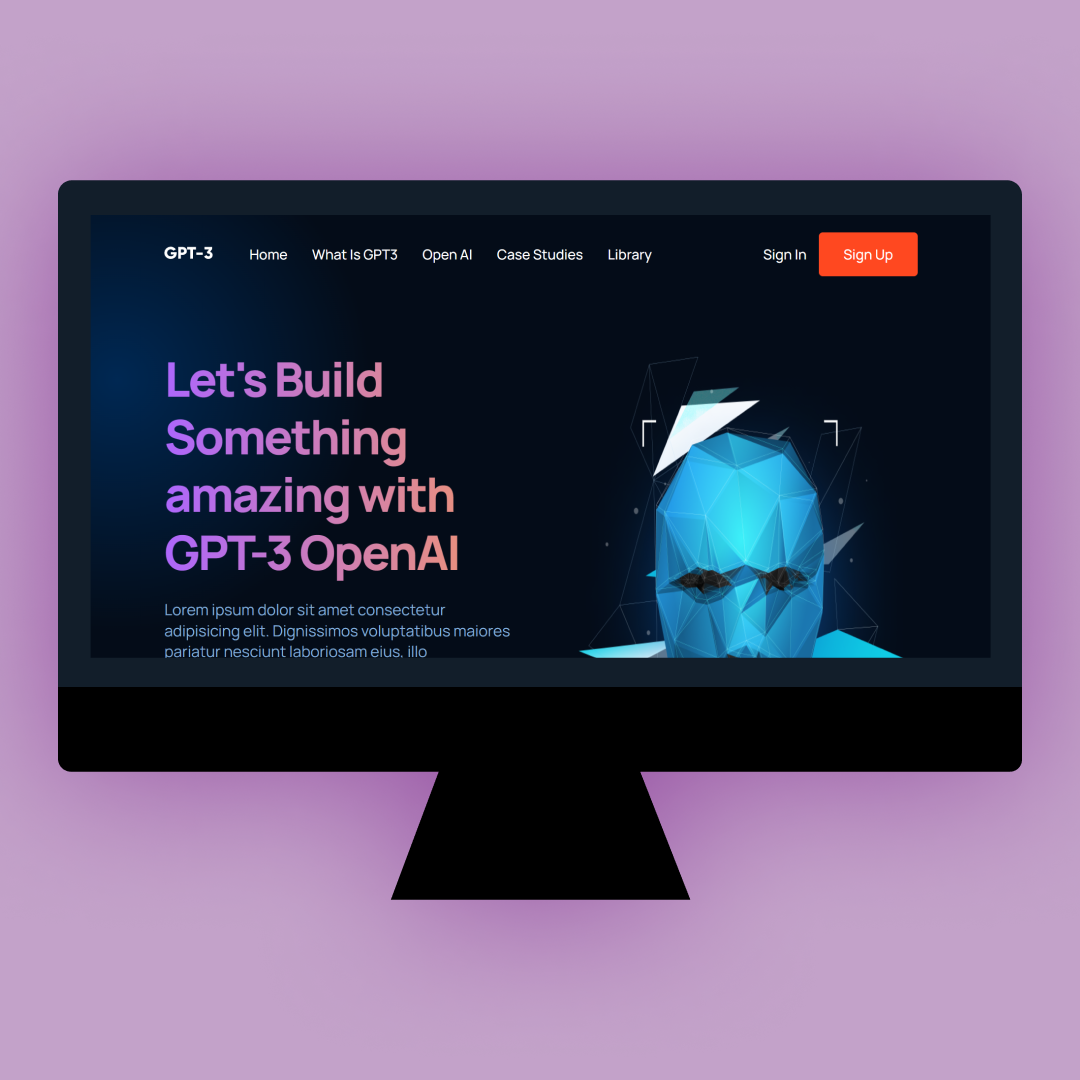 GPT-3 Home What Is GPT3 Open AI Case Studies Library Sign In Sign Up
Let's Build
Something
amazing with
GPT-3 OpenAI
Lorem ipsum dolor sit amet consectetur
adipisicing elit. Dignissimos voluptatibus maiores
pariatur nesciunt laboriosam eius, illo